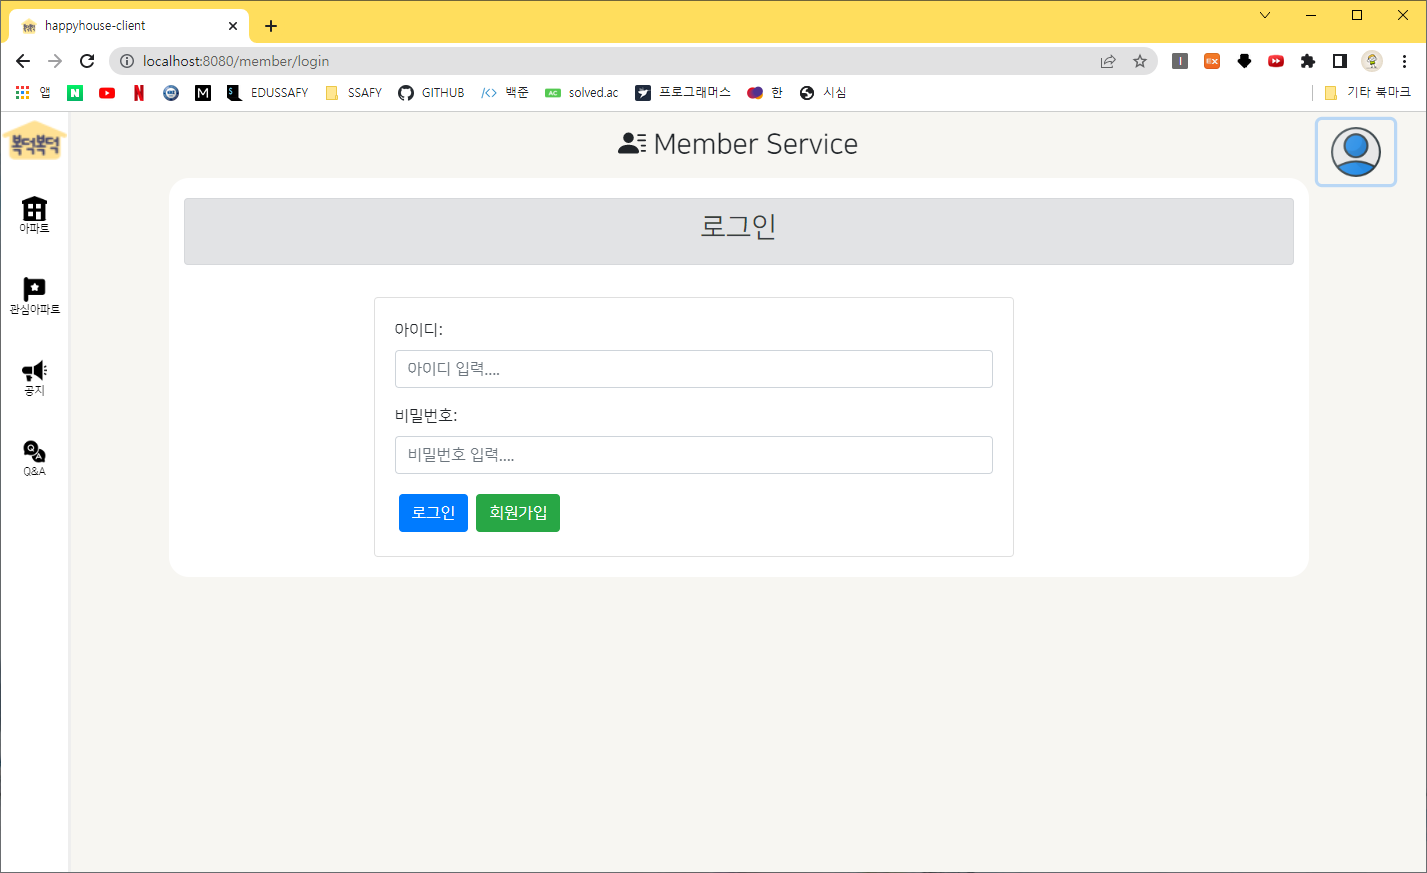 happyhouse-client
localhost:8080/member/login
앱
N
N
M
S
EDUSSAFY
SSAFY
GITHUB
</> 백준
AC solved.ac
프로그래머스
한
시심
기타 북마크
복덕복덕
Member Service
로그인
아파트
관심아파트
공지
Q&A
아이디:
아이디 입력....
비밀번호:
비밀번호 입력....
로그인 회원가입